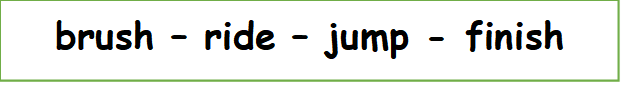 brush – ride – jump - finish